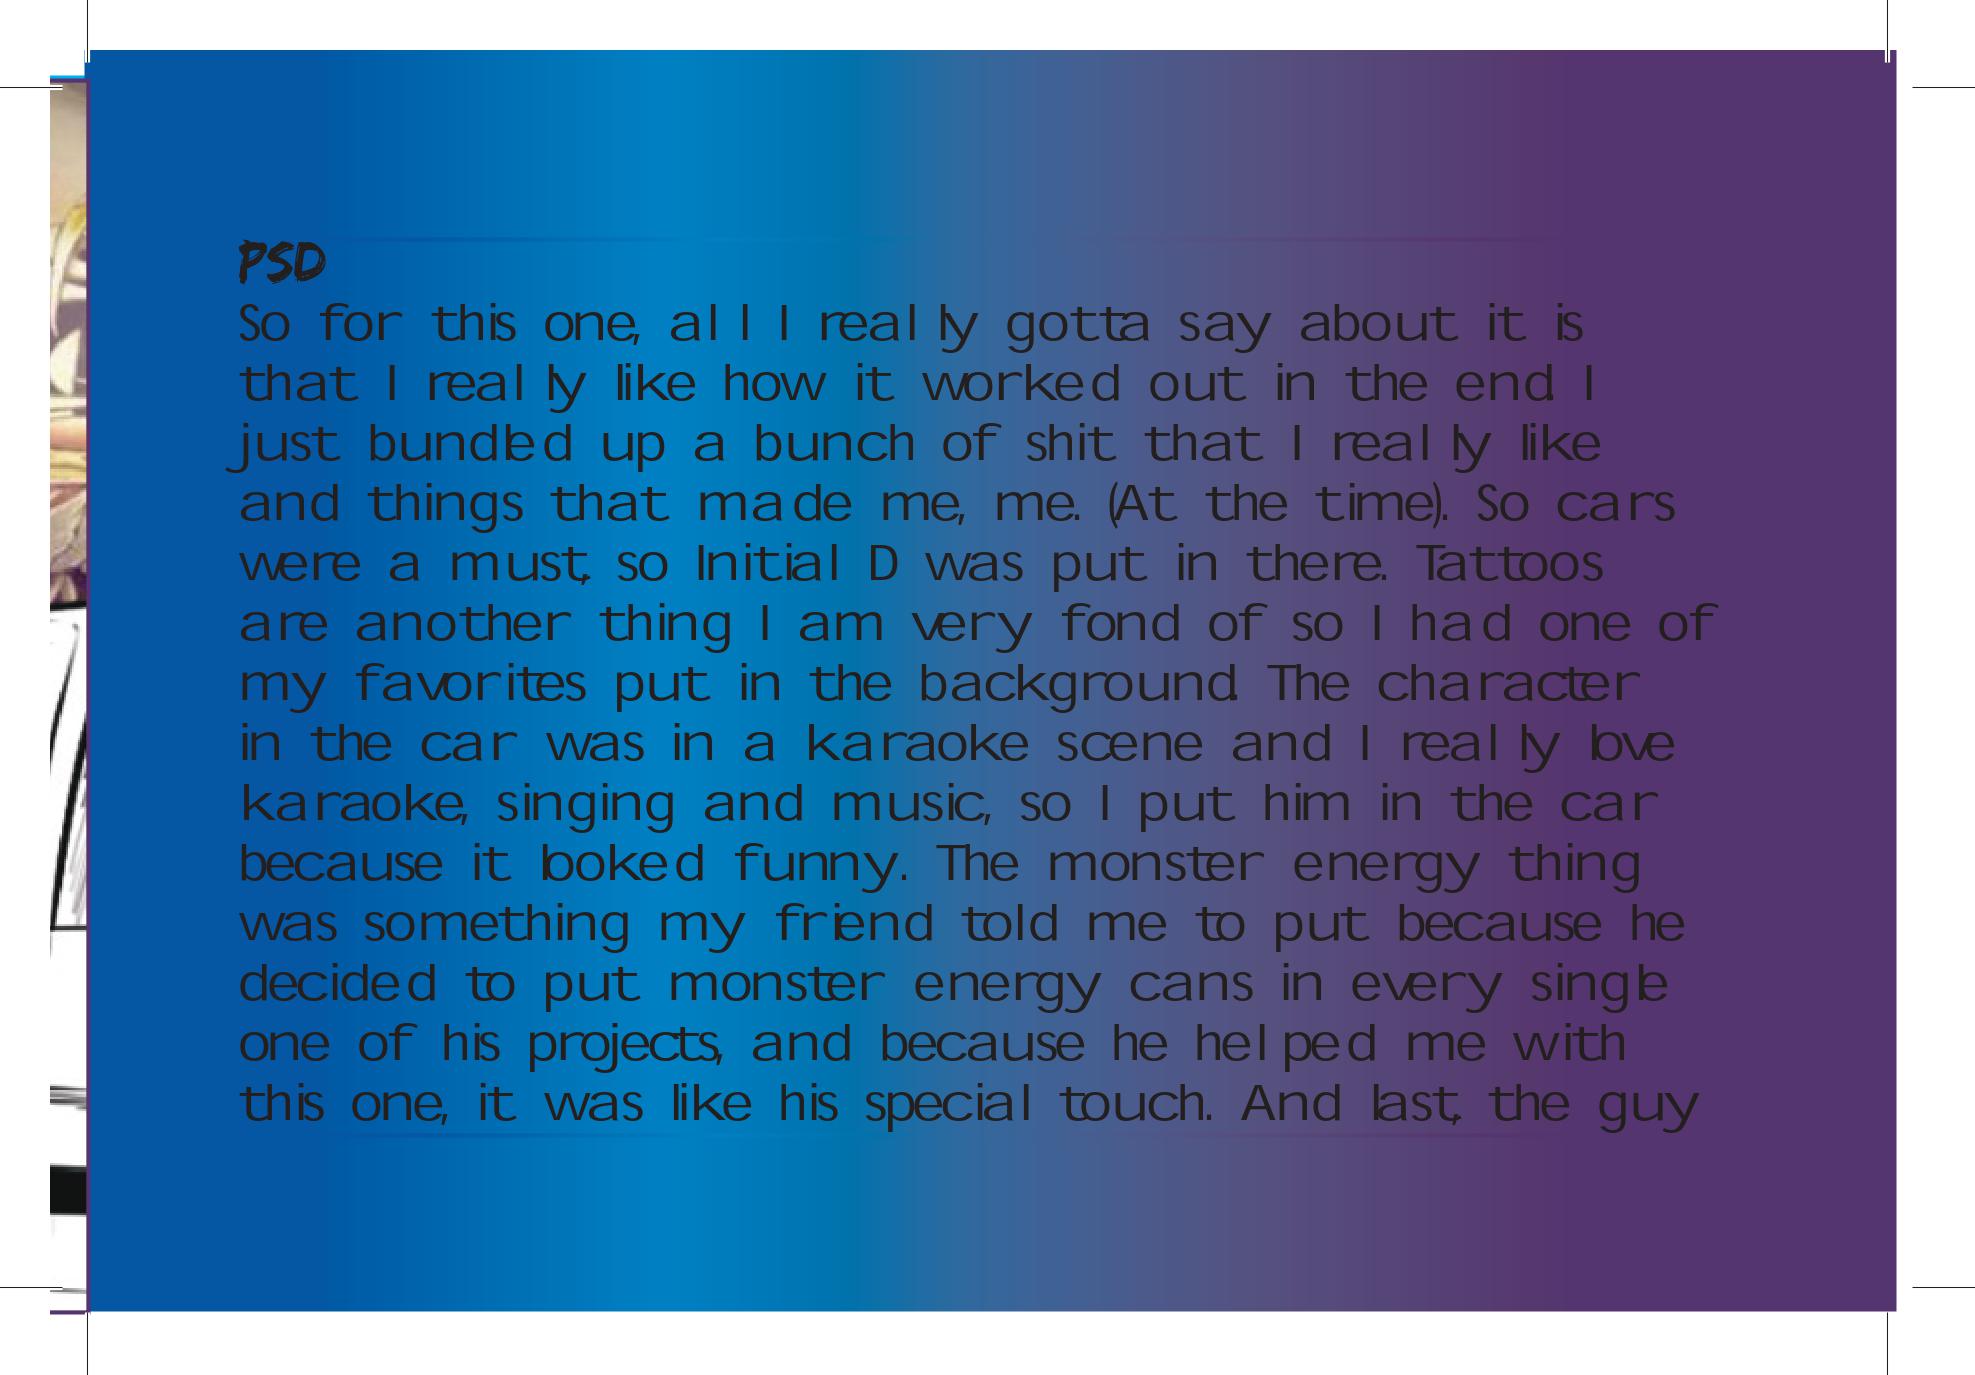 PSD
So for this one, all I really gotta say about it is
that I really like how it worked out in the end. I
just bundled up a bunch of shit that I really like
and things that made me, me. (At the time). So cars
were a must, so Initial D was put in there. Tattoos
are another thing I am very fond of so I had one of
my favorites put in the background. The character
in the car was in a karaoke scene and I really love
karaoke, singing and music, so I put him in the car
because it looked funny. The monster energy thing
was something my friend told me to put because he
decided to put monster energy cans in every single
one of his projects, and because he helped me with
this one, it was like his special touch. And last, the guy